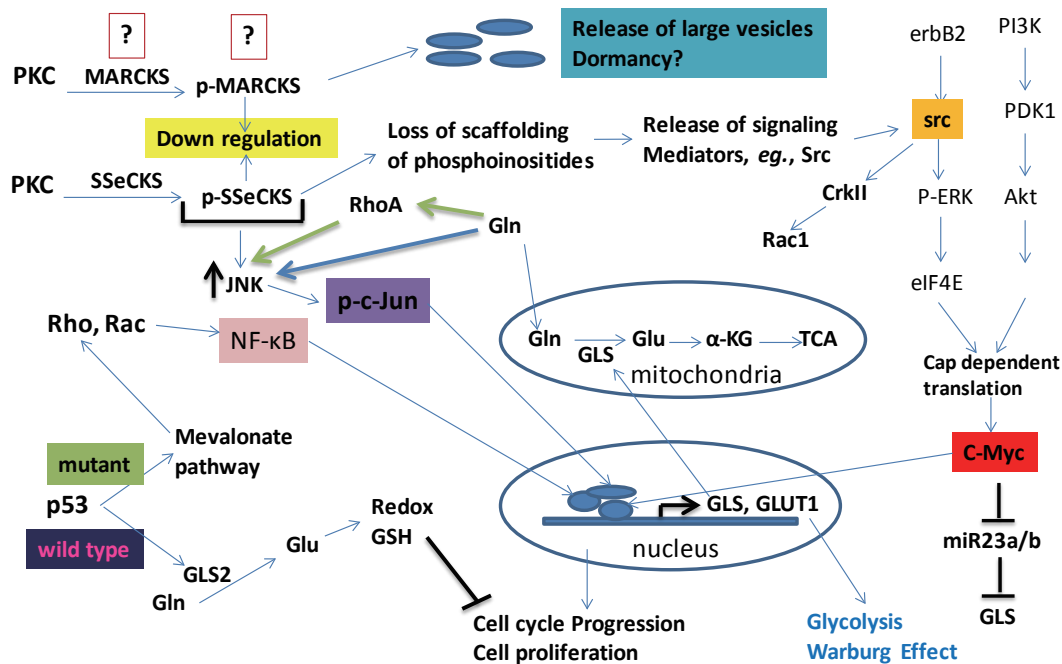 ?
?
PKC
MARCKS
p-MARCKS
Release of large vesicles
Dormancy?
erbB2
PI3K
Down regulation
Loss of scaffolding
of phosphoinositides
Release of signaling
Mediators, eg., Src
src
PDK1
PKC
SSeCKS
p-SSeCKS
RhoA
Gln
CrkII
Rac1
P-ERK
Akt
JNK
p-c-Jun
eIF4E
Rho, Rac
NF-κB
Gln
GLS
Glu
α-KG
TCA
mitochondria
Cap dependent
translation
Mevalonate
pathway
mutant
p53
wild type
C-Myc
GLS, GLUT1
nucleus
Redox
GSH
Glu
GLS2
Gln
miR23a/b
GLS
Cell cycle Progression
Cell proliferation
Glycolysis
Warburg Effect